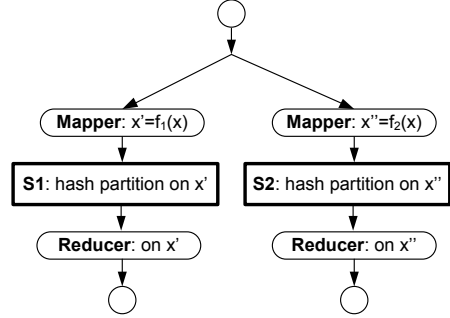 Mapper: x'=f1(x)
Mapper: x''=f2(x)
S1: hash partition on x'
S2: hash partition on x''
Reducer: on x'
Reducer: on x''